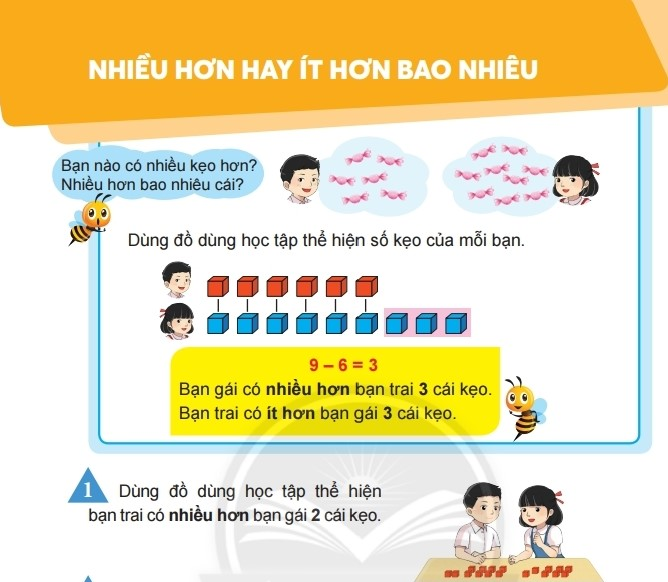 NHIỀU HƠN HAY ÍT HƠN BAO NHIÊU
Bạn nào có nhiều kẹo hơn?
Nhiều hơn bao nhiêu cái?
Dùng đồ dùng học tập thể hiện số kẹo của mỗi bạn.
9 – 6 = 3
Bạn gái có nhiều hơn bạn trai 3 cái kẹo.
Bạn trai có ít hơn bạn gái 3 cái kẹo.
1 Dùng đồ dùng học tập thể hiện
bạn trai có nhiều hơn bạn gái 2 cái kẹo.